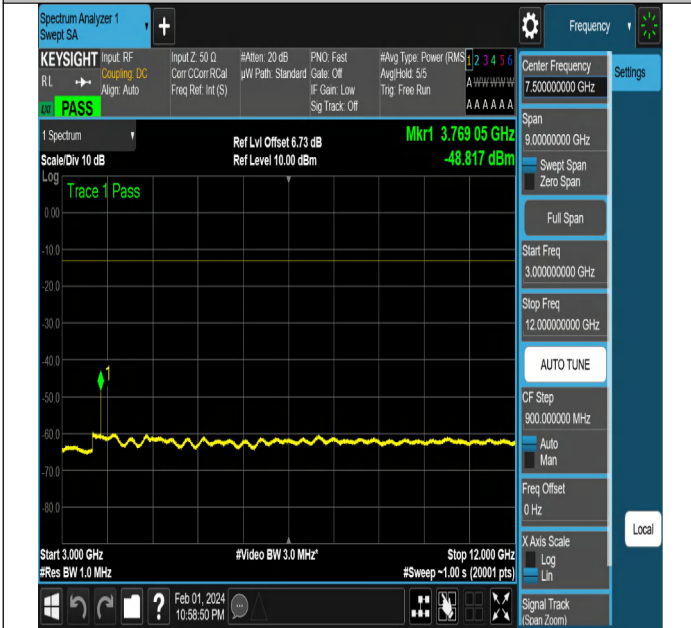 Spectrum Analyzer 1
Swept SA
Frequency
KEYSIGHT
RL
LXI
PASS
Input: RF
Coupling: DC
Align: Auto
Input Z: 50 Ω
Corr CCorr RCal
Freq Ref: Int (S)
#Atten: 20 dB
µW Path: Standard
PNO: Fast
Gate: Off
IF Gain: Low
Sig Track: Off
#Avg Type: Power (RMS
Avg|Hold: 5/5
Trig: Free Run
1 2 3 4 5 6
A W W W W W
A A A A A A
1 Spectrum
Scale/Div 10 dB
Log
Ref Lvl Offset 6.73 dB
Ref Level 10.00 dBm
Mkr1 3.769 05 GHz
-48.817 dBm
Trace 1 Pass
0.00
-10.0
-20.0
-30.0
-40.0
1
-50.0
-60.0
-70.0
-80.0
Start 3.000 GHz
#Res BW 1.0 MHz
#Video BW 3.0 MHz*
Stop 12.000 GHz
#Sweep ~1.00 s (20001 pts)
Center Frequency
7.500000000 GHz
Settings
Span
9.00000000 GHz
Swept Span
Zero Span
Full Span
Start Freq
3.000000000 GHz
Stop Freq
12.000000000 GHz
AUTO TUNE
CF Step
900.000000 MHz
Auto
Man
Freq Offset
0 Hz
X Axis Scale
Log
Lin
Local
Signal Track
(Span Zoom)
?
Feb 01, 2024
10:58:50 PM